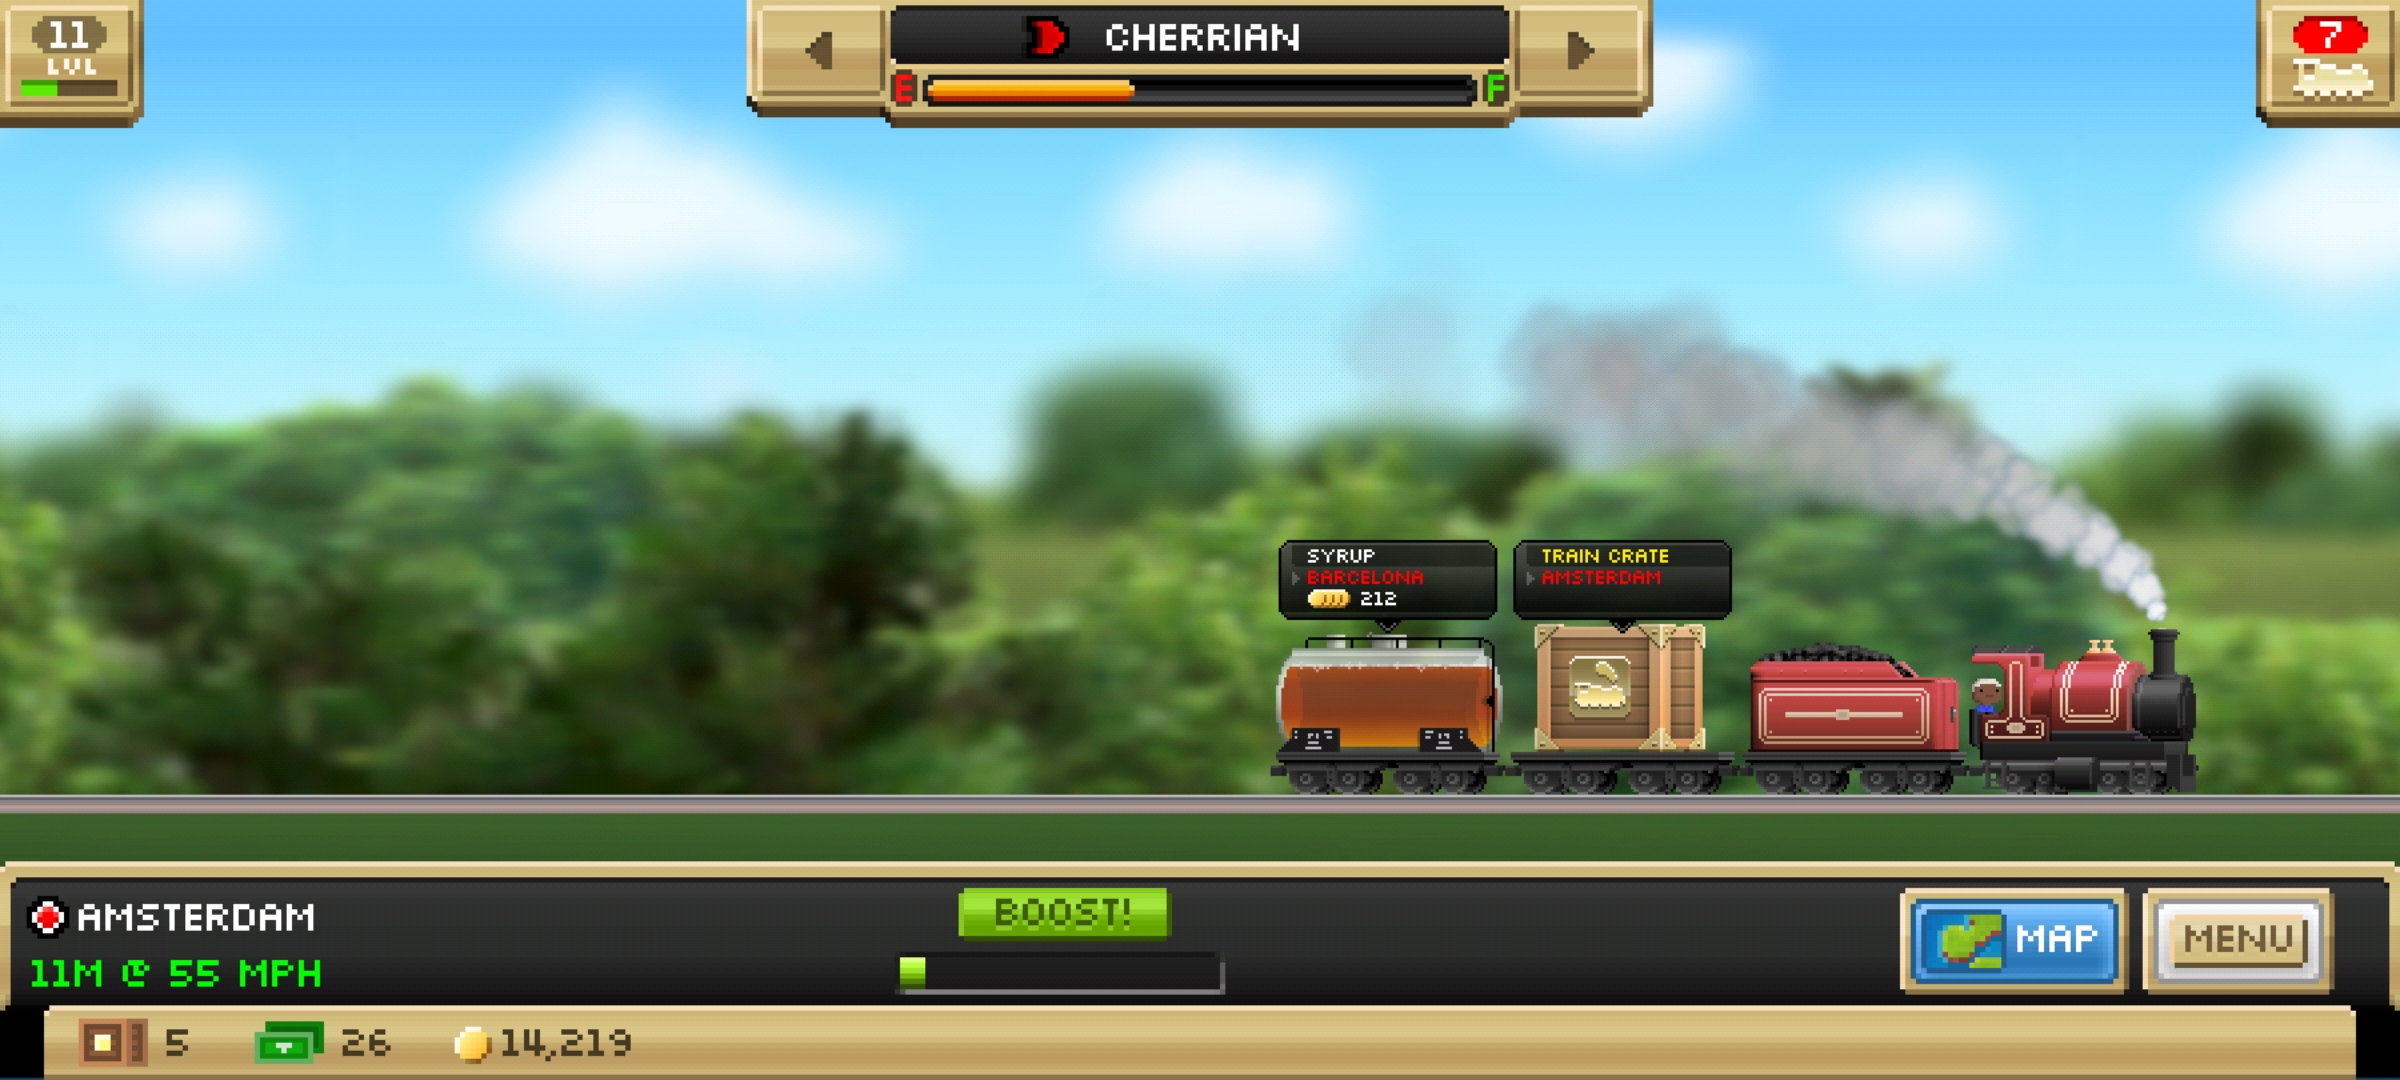 11
LVL
CHERRIAN
E
F
7
SYRUP
BARCELONA
212
TRAIN CRATE
AMSTERDAM
AMSTERDAM
11M @ 55 MPH
BOOST!
MAP
MENU
5
26
14,219